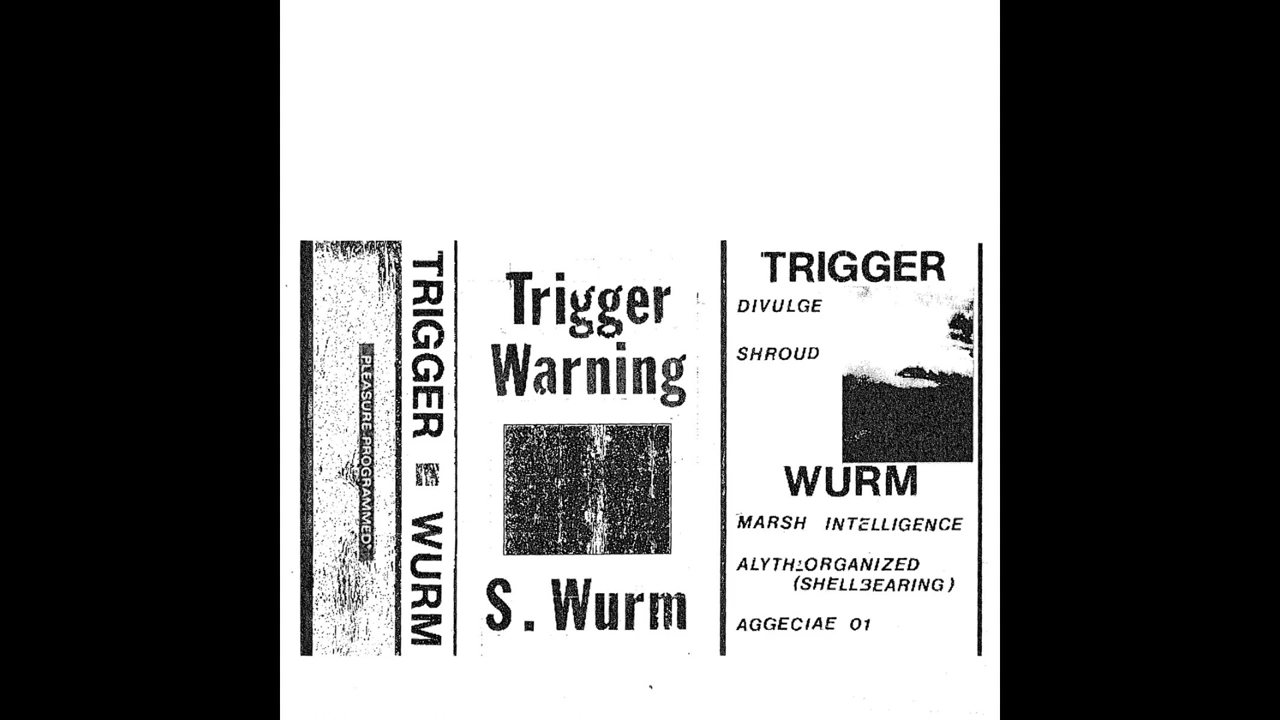 PLEASURE PROGRAMMED?
TRIGGER WURM
Trigger
Warning
S. Wurm
TRIGGER
DIVULGE
SHROUD
WURM
MARSH INTELLIGENCE
ALYTH-ORGANIZED
(SHELLBEARING)
AGGECIAE 01